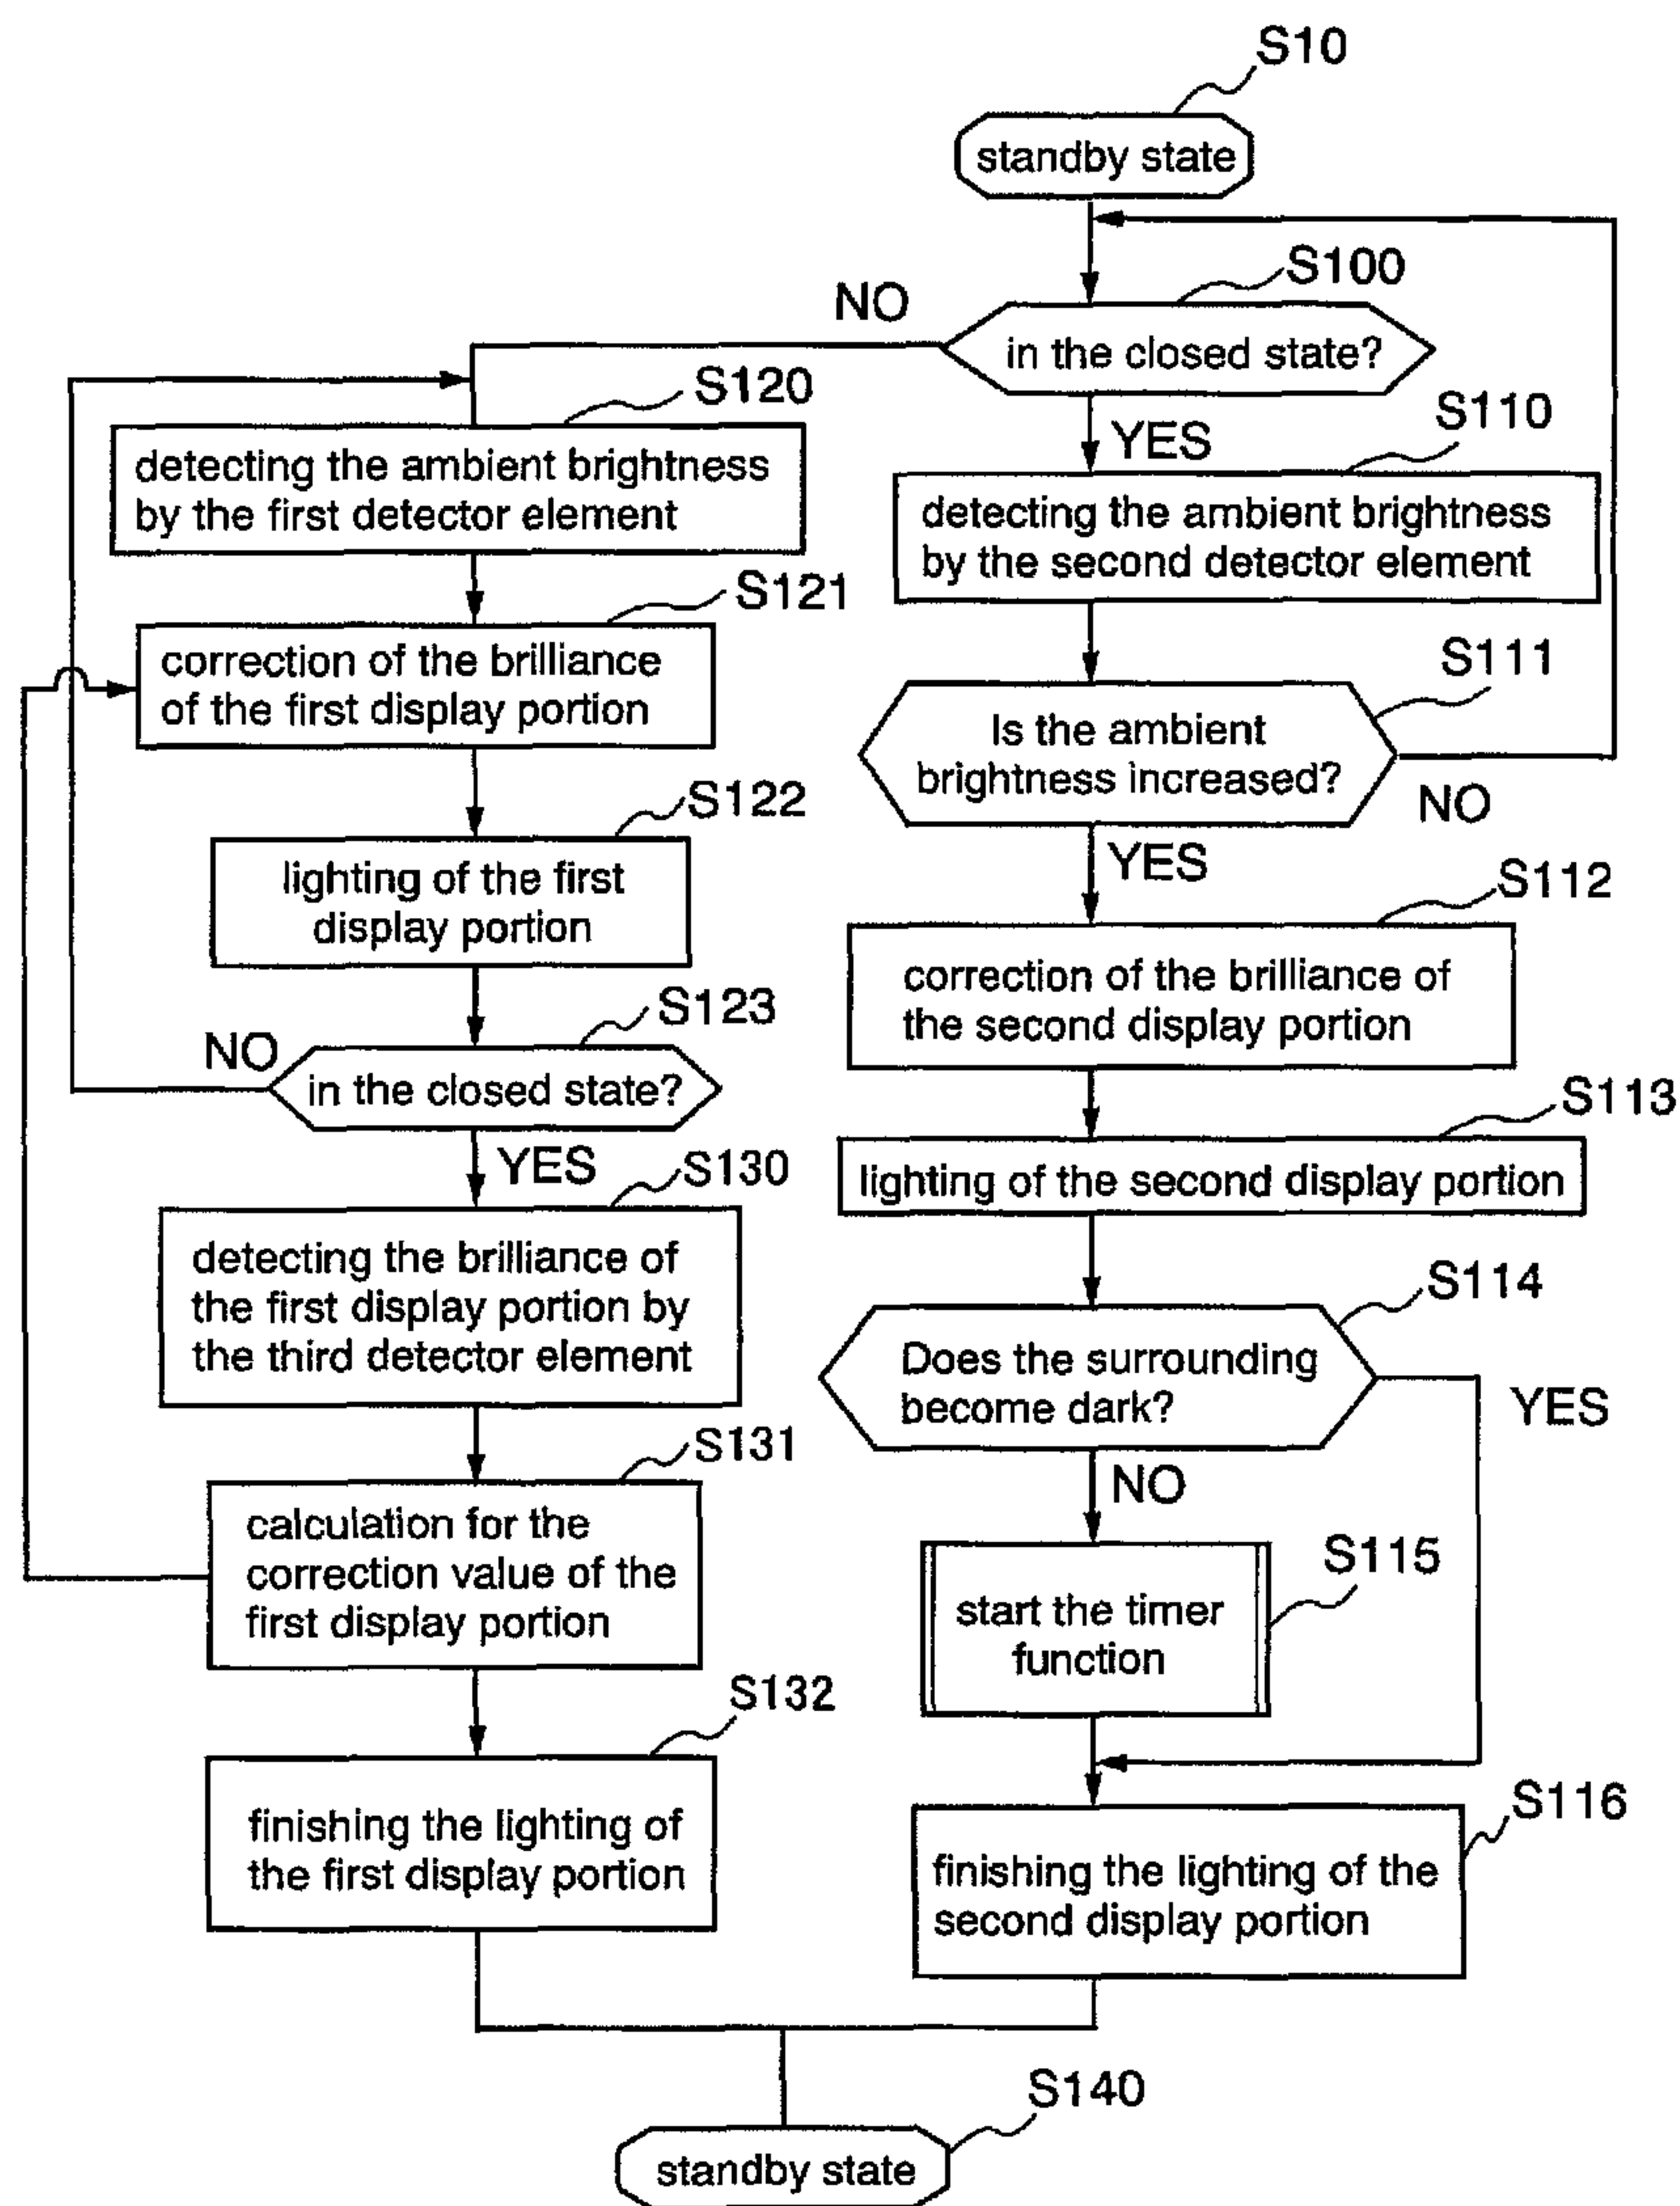 S10
standby state
S100
NO
in the closed state?
S120
YES
S110
detecting the ambient brightness
by the first detector element
detecting the ambient brightness
by the second detector element
S121
correction of the brilliance
of the first display portion
S111
Is the ambient
brightness increased?
NO
S122
YES
lighting of the first
display portion
S112
correction of the brilliance of
the second display portion
S123
NO
in the closed state?
S113
YES
S130
lighting of the second display portion
detecting the brilliance of
the first display portion by
the third detector element
S114
Does the surrounding
become dark?
YES
S131
NO
calculation for the
correction value of the
first display portion
S115
start the timer
function
S132
finishing the lighting of
the first display portion
S116
finishing the lighting of the
second display portion
S140
standby state